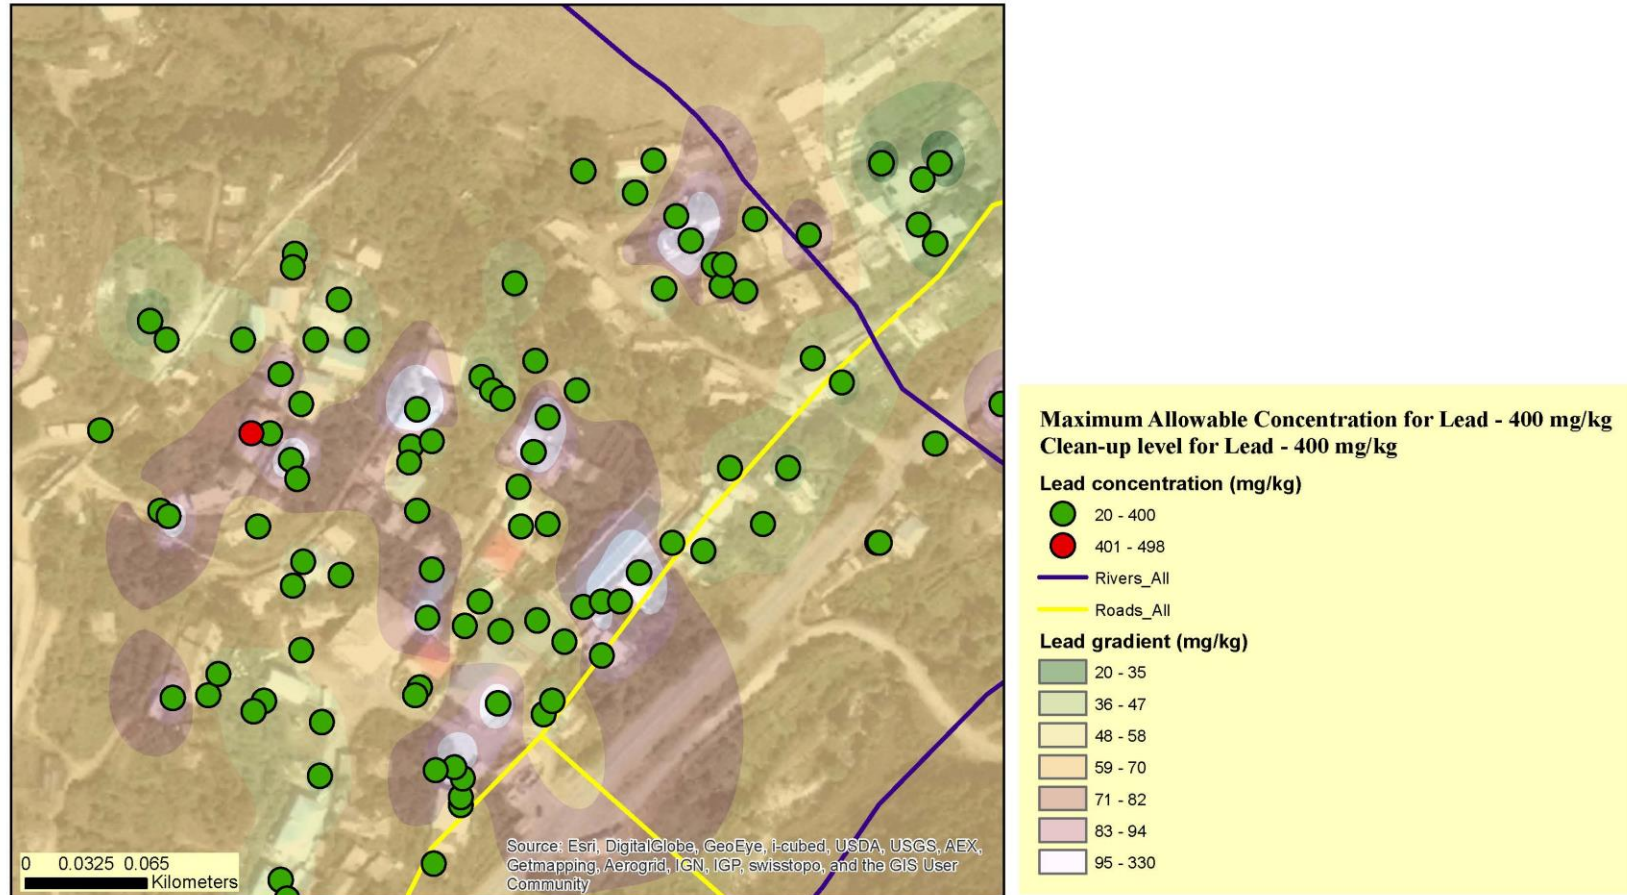 0 0.0325 0.065
Kilometers
Source: Esri, DigitalGlobe, GeoEye, i-cubed, USDA, USGS, AEX,
Getmapping, Aerogrid, IGN, IGP, swisstopo, and the GIS User
Community
Maximum Allowable Concentration for Lead - 400 mg/kg
Clean-up level for Lead - 400 mg/kg
Lead concentration (mg/kg)
20 - 400
401 - 498
Rivers_All
Roads_All
Lead gradient (mg/kg)
20 - 35
36 - 47
48 - 58
59 - 70
71 - 82
83 - 94
95 - 330